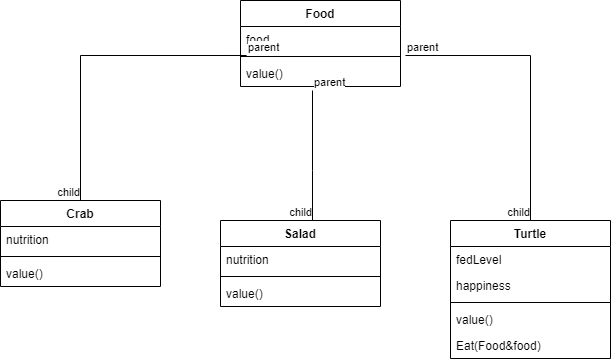 Food
food
parent
parent
value()
parent
child
child
child
Crab
nutrition
value()
Salad
nutrition
value()
Turtle
fedLevel
happiness
value()
Eat(Food&food)